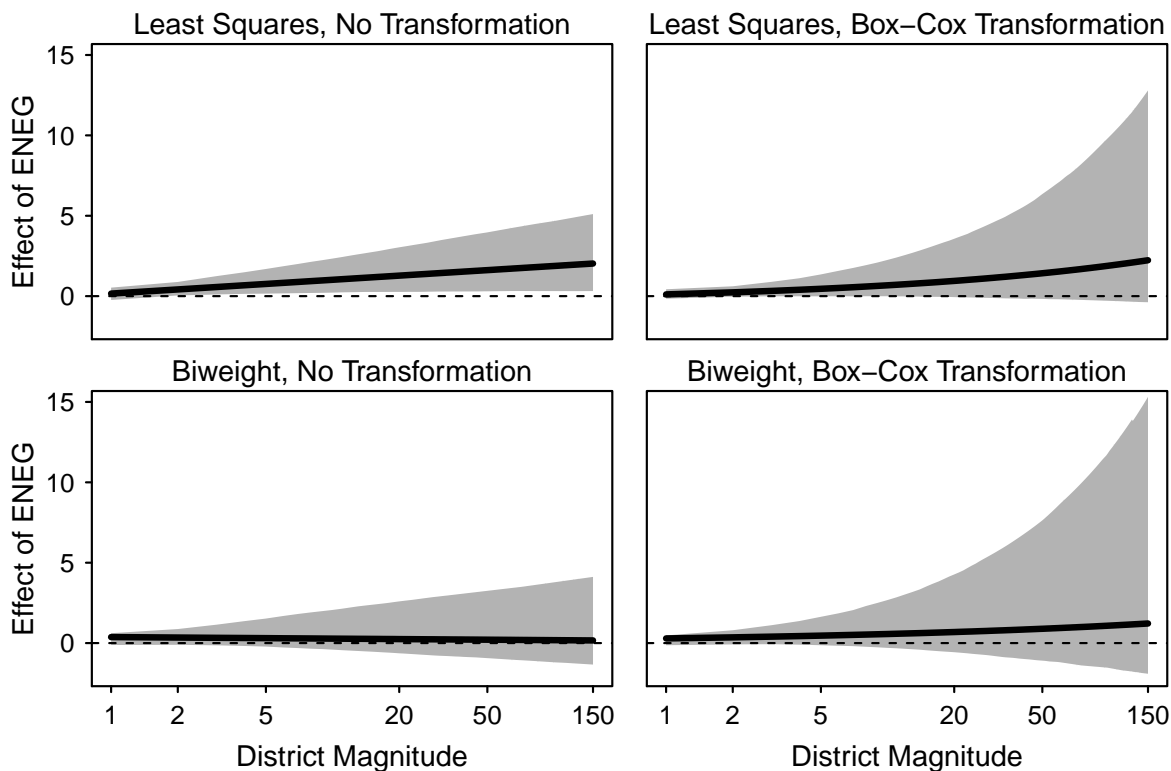 Least Squares, No Transformation
Least Squares, Box−Cox Transformation
Effect of ENEG
15
10
5
0
Biweight, No Transformation
Biweight, Box−Cox Transformation
Effect of ENEG
15
10
5
0
1 2 5 20 50 150
1 2 5 20 50 150
District Magnitude
District Magnitude